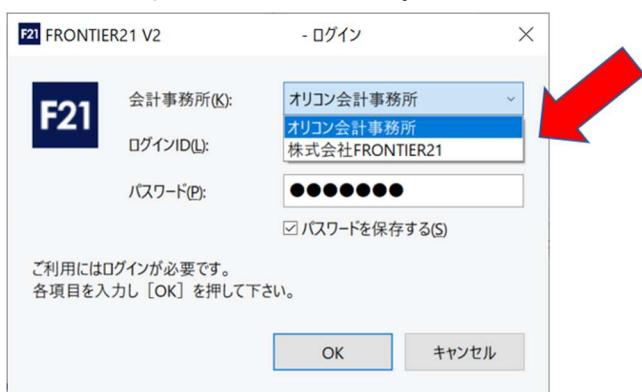 F21 FRONTIER21 V2 - ログイン
F21
会計事務所(K): オリコン会計事務所
オリコン会計事務所
株式会社FRONTIER21
ログインID(L):
パスワード(P): ●●●●●●●
パスワードを保存する(S)
ご利用にはログインが必要です。
各項目を入力し [OK] を押して下さい。
OK キャンセル